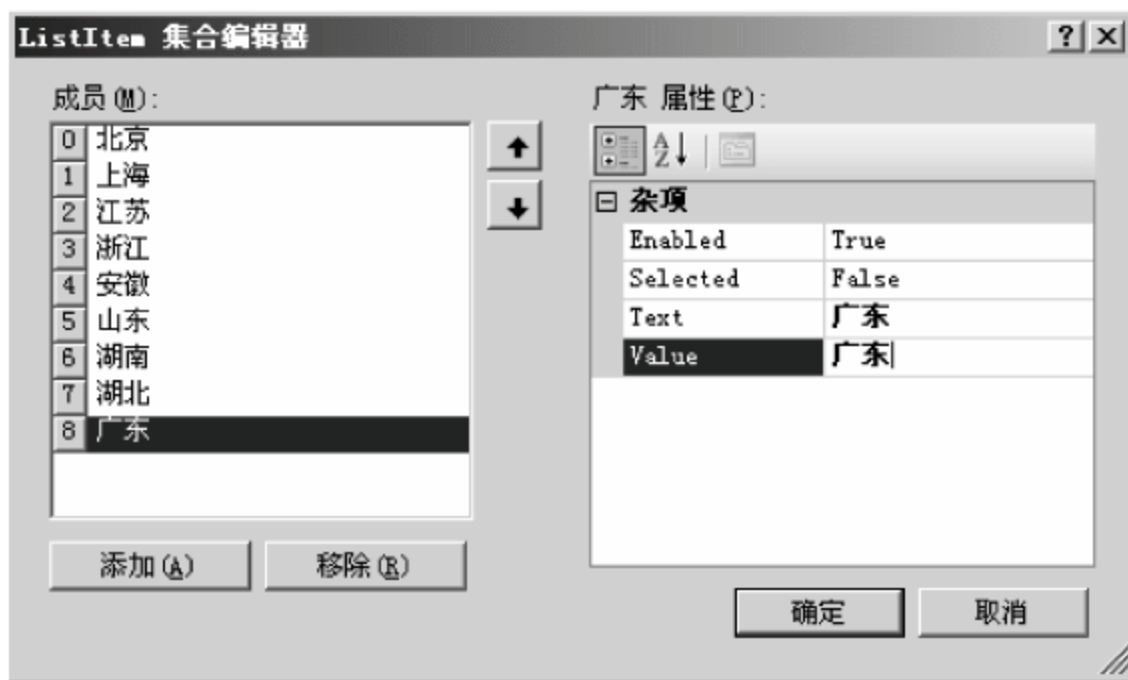 ListItem 集合编辑器
成员(M):
0 北京
1 上海
2 江苏
3 浙江
4 安徽
5 山东
6 湖南
7 湖北
8 广东
添加(A)
移除(R)
广东 属性(P):
杂项
Enabled True
Selected False
Text 广东
Value 广东
确定
取消